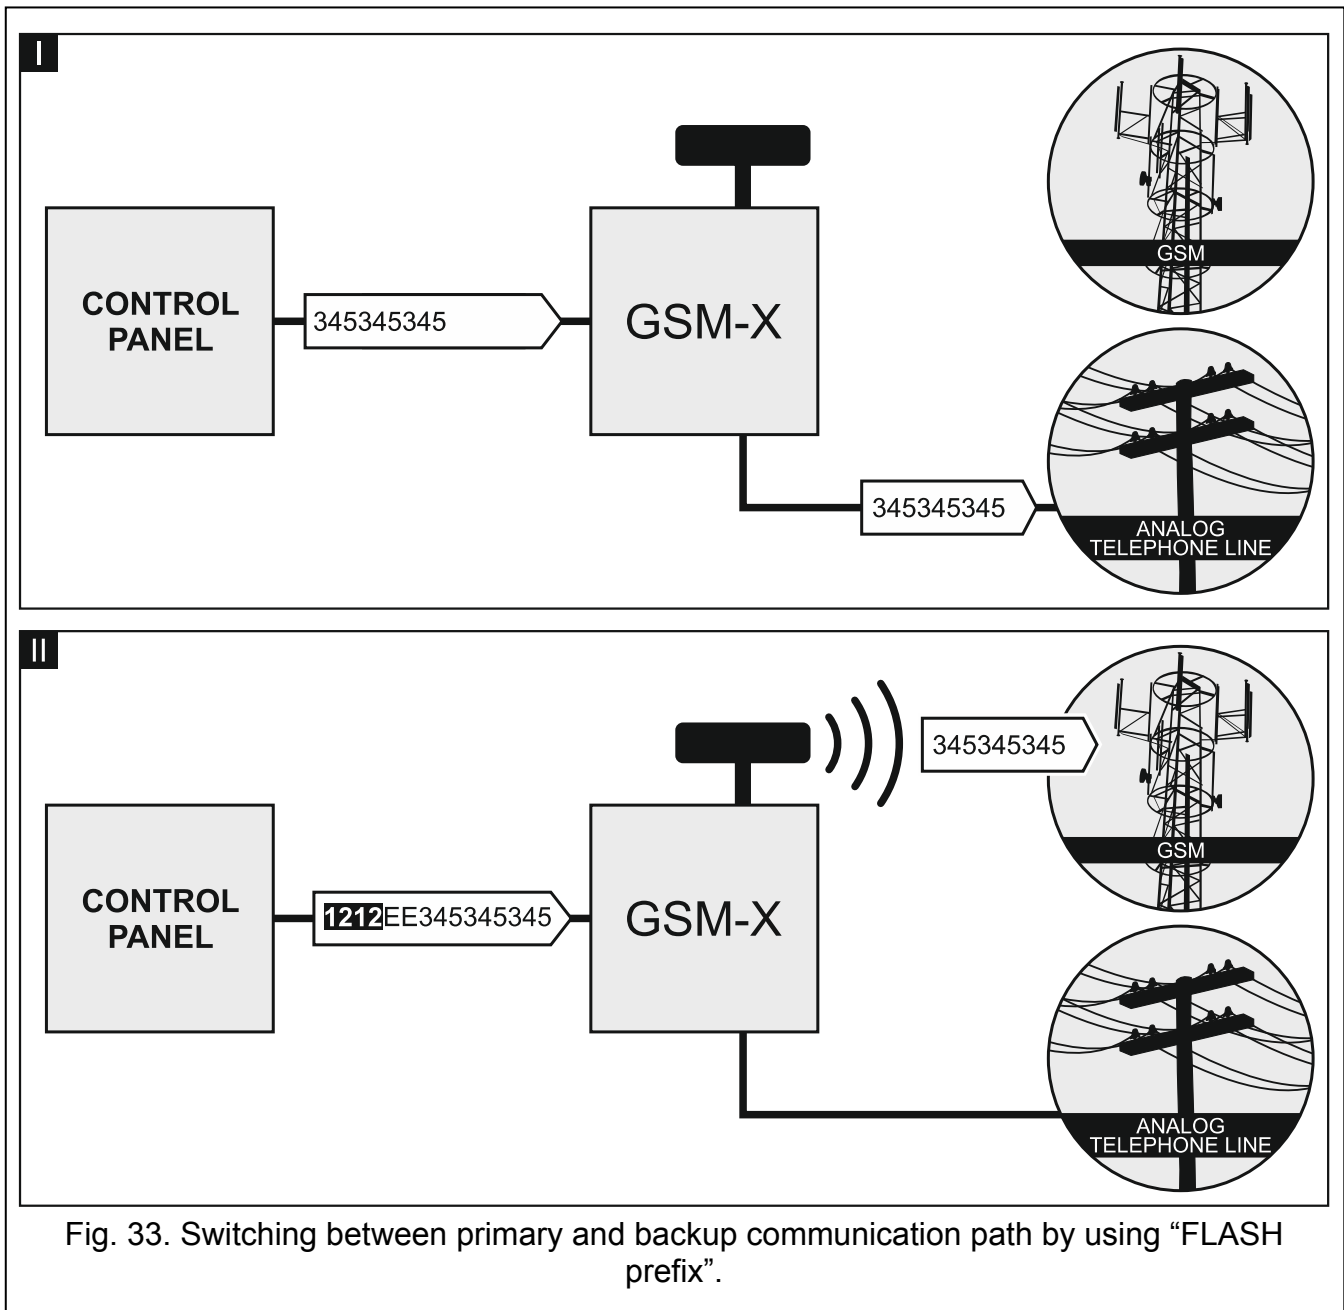 I
CONTROL
PANEL
345345345
GSM-X
GSM
345345345
ANALOG
TELEPHONE LINE
II
CONTROL
PANEL
1212EE345345345
GSM-X
345345345
GSM
ANALOG
TELEPHONE LINE
Fig. 33. Switching between primary and backup communication path by using “FLASH
prefix”.